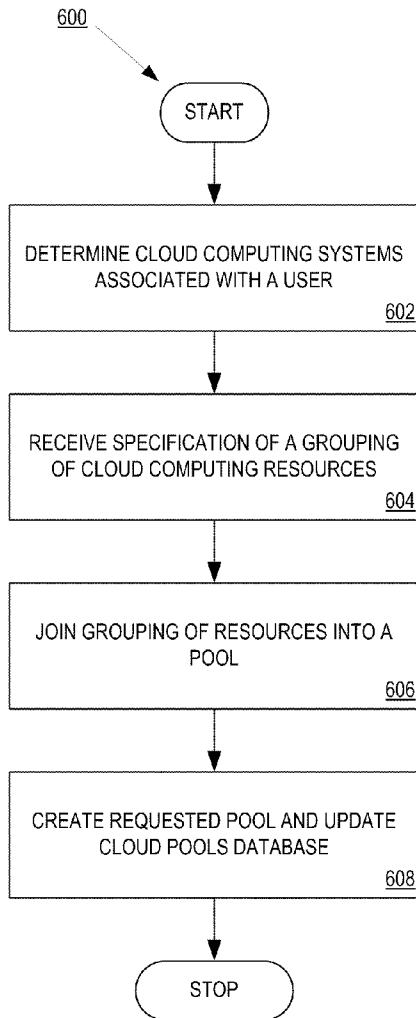 600
START
DETERMINE CLOUD COMPUTING SYSTEMS
ASSOCIATED WITH A USER
602
RECEIVE SPECIFICATION OF A GROUPING
OF CLOUD COMPUTING RESOURCES
604
JOIN GROUPING OF RESOURCES INTO A
POOL
606
CREATE REQUESTED POOL AND UPDATE
CLOUD POOLS DATABASE
608
STOP